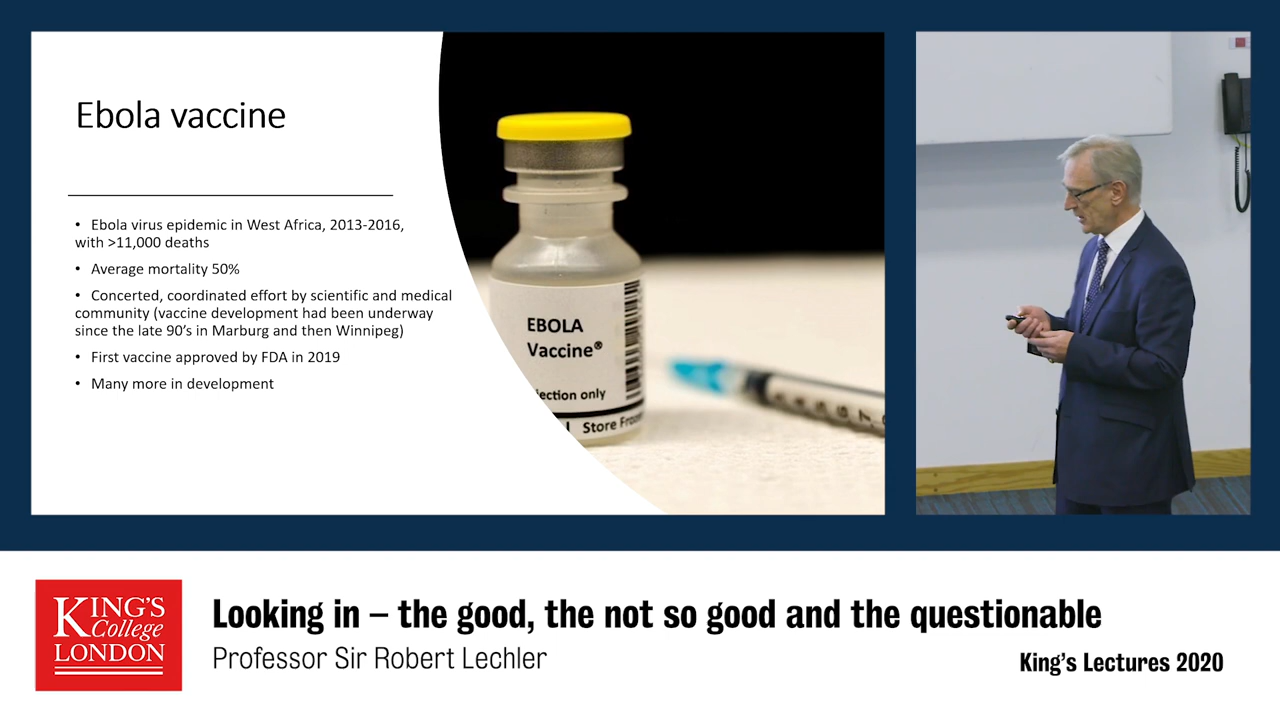 Ebola vaccine
• Ebola virus epidemic in West Africa, 2013-2016,
with >11,000 deaths
• Average mortality 50%
• Concerted, coordinated effort by scientific and medical
community (vaccine development had been underway
since the late 90's in Marburg and then Winnipeg)
• First vaccine approved by FDA in 2019
• Many more in development
EBOLA
Vaccine®
jection only
Store Froz
KING'S
College
LONDON
Looking in – the good, the not so good and the questionable
Professor Sir Robert Lechler
King's Lectures 2020